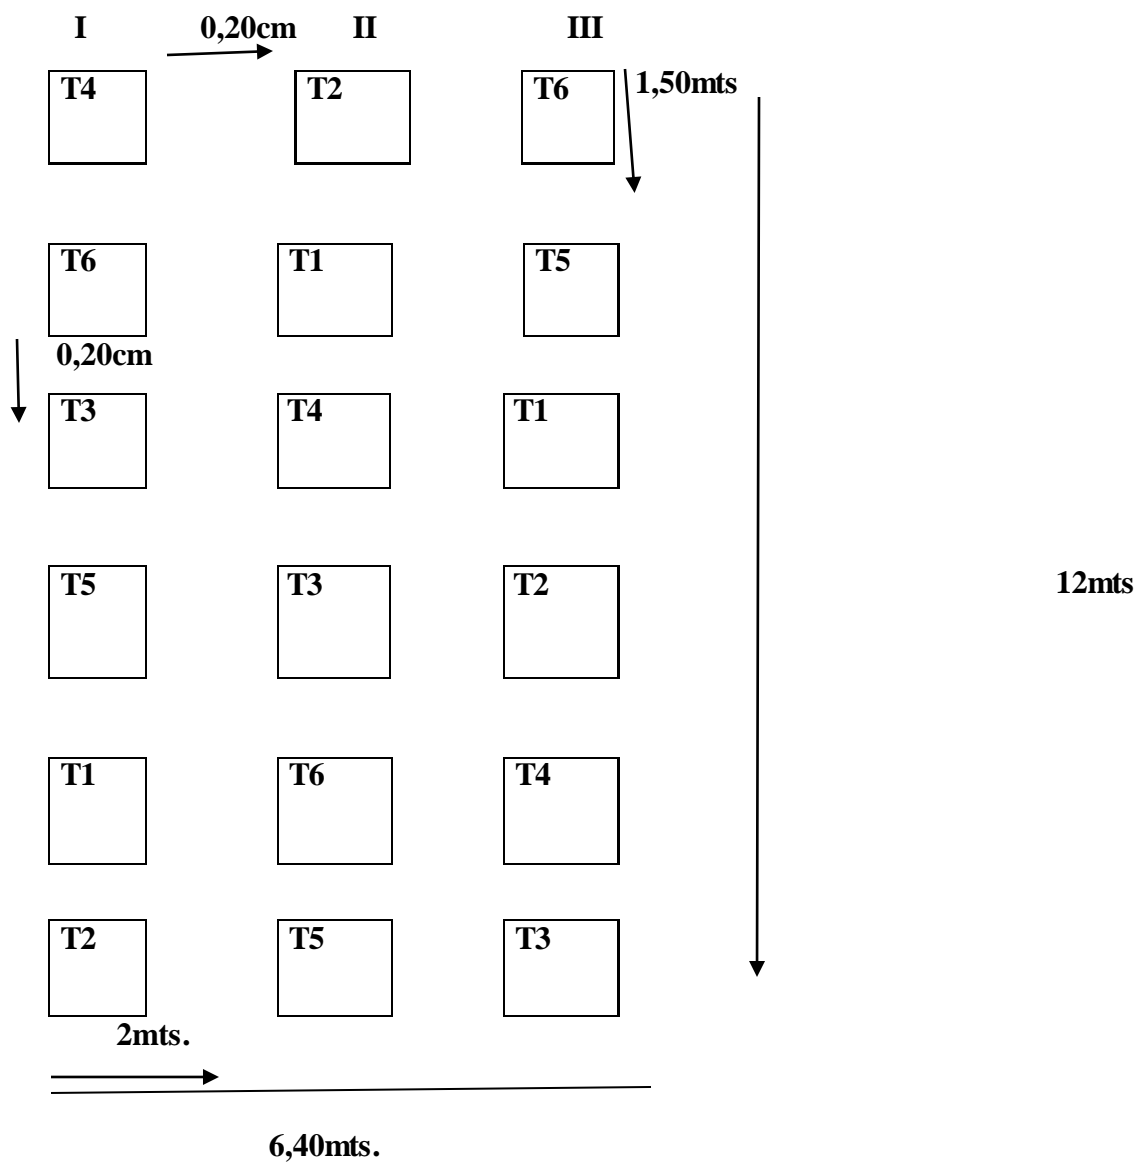 I 0,20cm II III
T4 T2 T6 1,50mts
T6 T1 T5
0,20cm
T3 T4 T1
T5 T3 T2
12mts
T1 T6 T4
T2 T5 T3
2mts.
6,40mts.